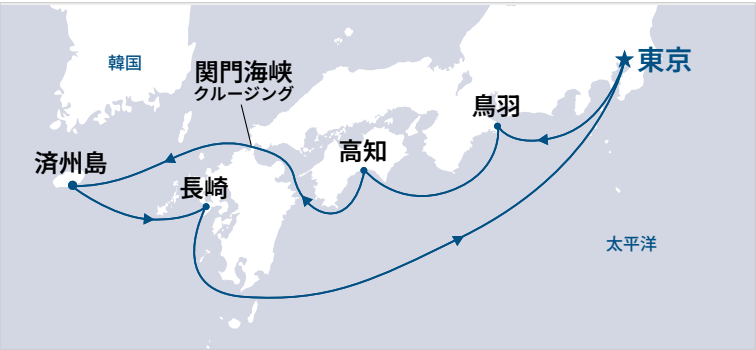 韓国
関門海峡
クルージング
★東京
鳥羽
高知
済州島
長崎
太平洋